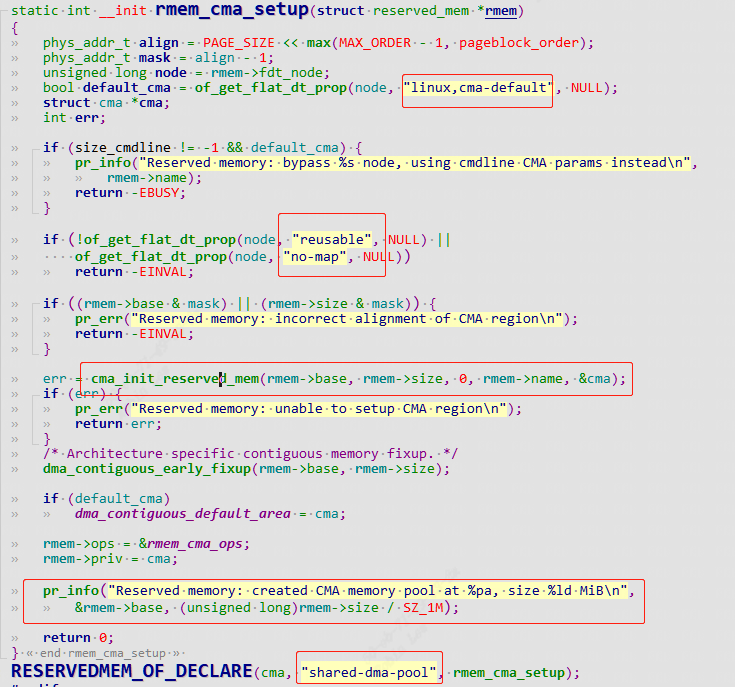 static int __init rmem_cma_setup(struct reserved_mem *rmem)
{
» phys_addr_t align = PAGE_SIZE << max(MAX_ORDER - 1, pageblock_order);
» phys_addr_t mask = align - 1;
» unsigned long node = rmem->fdt_node;
» bool default_cma = of_get_flat_dt_prop(node, "linux,cma-default", NULL);
» struct cma *cma;
» int err;
» if (size_cmdline != -1 && default_cma) {
» » pr_info("Reserved memory: bypass %s node, using cmdline CMA params instead\n",
» » » rmem->name);
» » return -EBUSY;
» }
» if (!of_get_flat_dt_prop(node, "reusable", NULL) ||
» ····of_get_flat_dt_prop(node, "no-map", NULL))
» » return -EINVAL;
» if ((rmem->base & mask) || (rmem->size & mask)) {
» » pr_err("Reserved memory: incorrect alignment of CMA region\n");
» » return -EINVAL;
» }
» err = cma_init_reserved_mem(rmem->base, rmem->size, 0, rmem->name, &cma);
» if (err) {
» » pr_err("Reserved memory: unable to setup CMA region\n");
» » return err;
» }
» /* Architecture specific contiguous memory fixup. */
» dma_contiguous_early_fixup(rmem->base, rmem->size);
» if (default_cma)
» » dma_contiguous_default_area = cma;
» rmem->ops = &rmem_cma_ops;
» rmem->priv = cma;
» pr_info("Reserved memory: created CMA memory pool at %pa, size %ld MiB\n",
» » &rmem->base, (unsigned long)rmem->size / SZ_1M);
» return 0;
} « end rmem_cma_setup »
RESERVEDMEM_OF_DECLARE(cma, "shared-dma-pool", rmem_cma_setup);